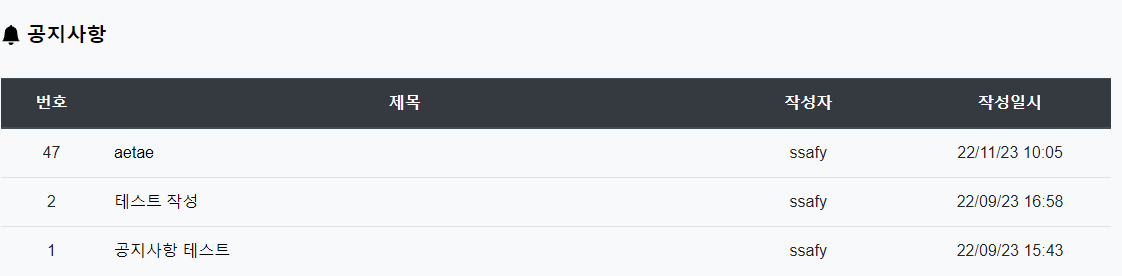 공지사항
번호 제목 작성자 작성일시
47 aetae ssafy 22/11/23 10:05
2 테스트 작성 ssafy 22/09/23 16:58
1 공지사항 테스트 ssafy 22/09/23 15:43